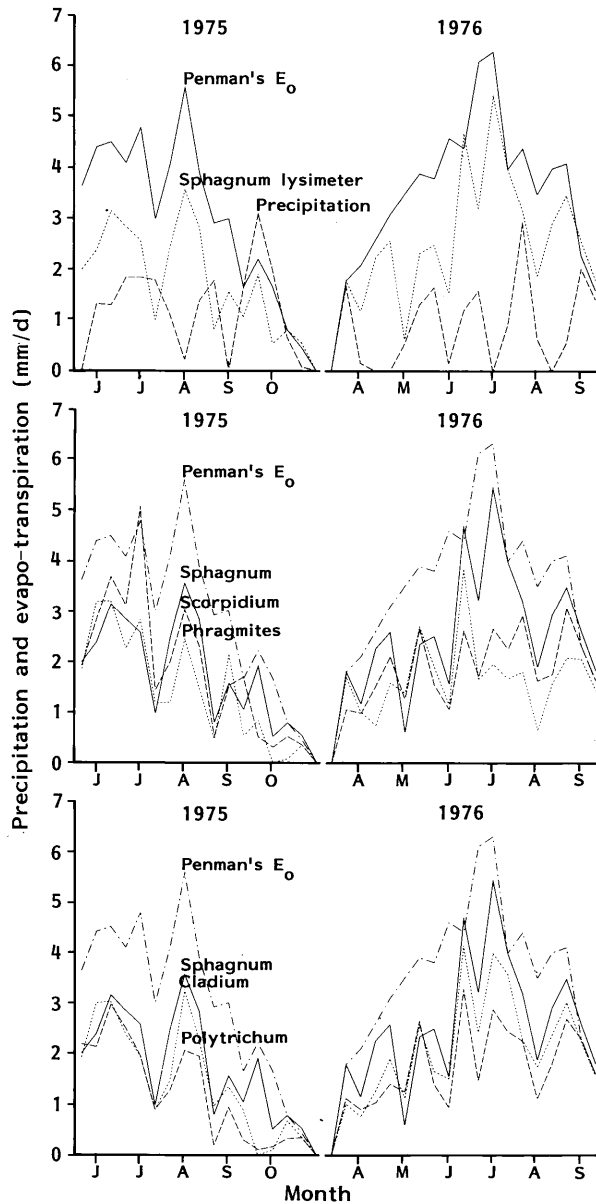 1975 1976
7
6
5
4
3
2
1
0
Penman's Eo
Sphagnum lysimeter
Precipitation
J J A S O A M J J A S
1975 1976
7
6
5
4
3
2
1
0
Penman's Eo
Sphagnum
Scorpidium
Phragmites
J J A S O A M J J A S
1975 1976
7
6
5
4
3
2
1
0
Penman's Eo
Sphagnum
Cladium
Polytrichum
J J A S O A M J J A S
Month
Precipitation and evapo-transpiration (mm/d)